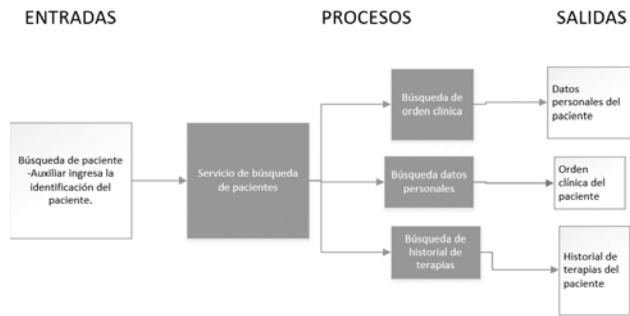 ENTRADAS
PROCESOS
SALIDAS
Búsqueda de paciente
-Auxiliar ingresa la
identificación del
paciente.
Servicio de búsqueda
de pacientes
Búsqueda de
orden clínica
Datos
personales del
paciente
Búsqueda datos
personales
Orden
clínica del
paciente
Búsqueda de
historial de
terapias
Historial de
terapias del
paciente